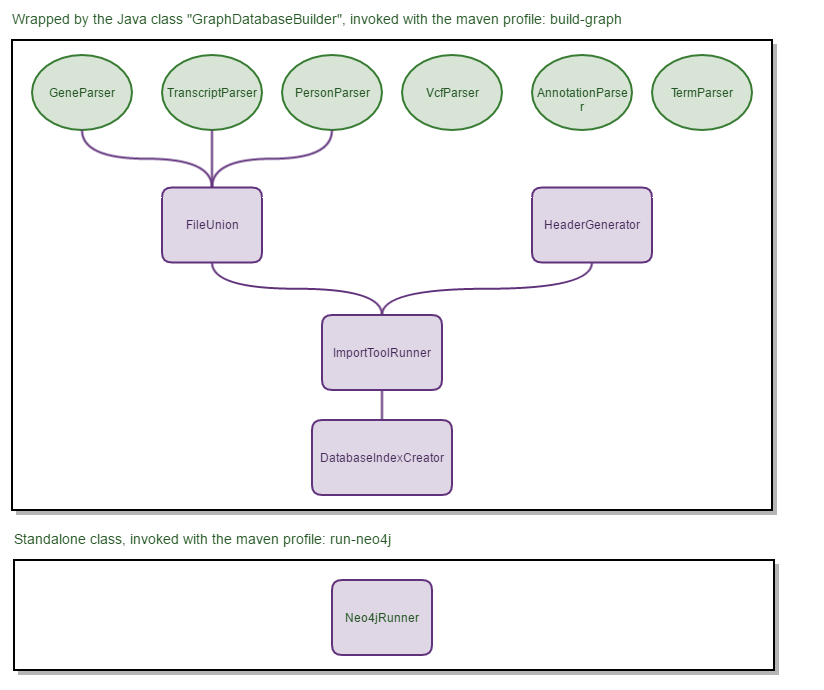 Wrapped by the Java class "GraphDatabaseBuilder", invoked with the maven profile: build-graph
GeneParser
TranscriptParser
PersonParser
VcfParser
AnnotationParse
r
TermParser
FileUnion
HeaderGenerator
ImportToolRunner
DatabaseIndexCreator
Standalone class, invoked with the maven profile: run-neo4j
Neo4jRunner